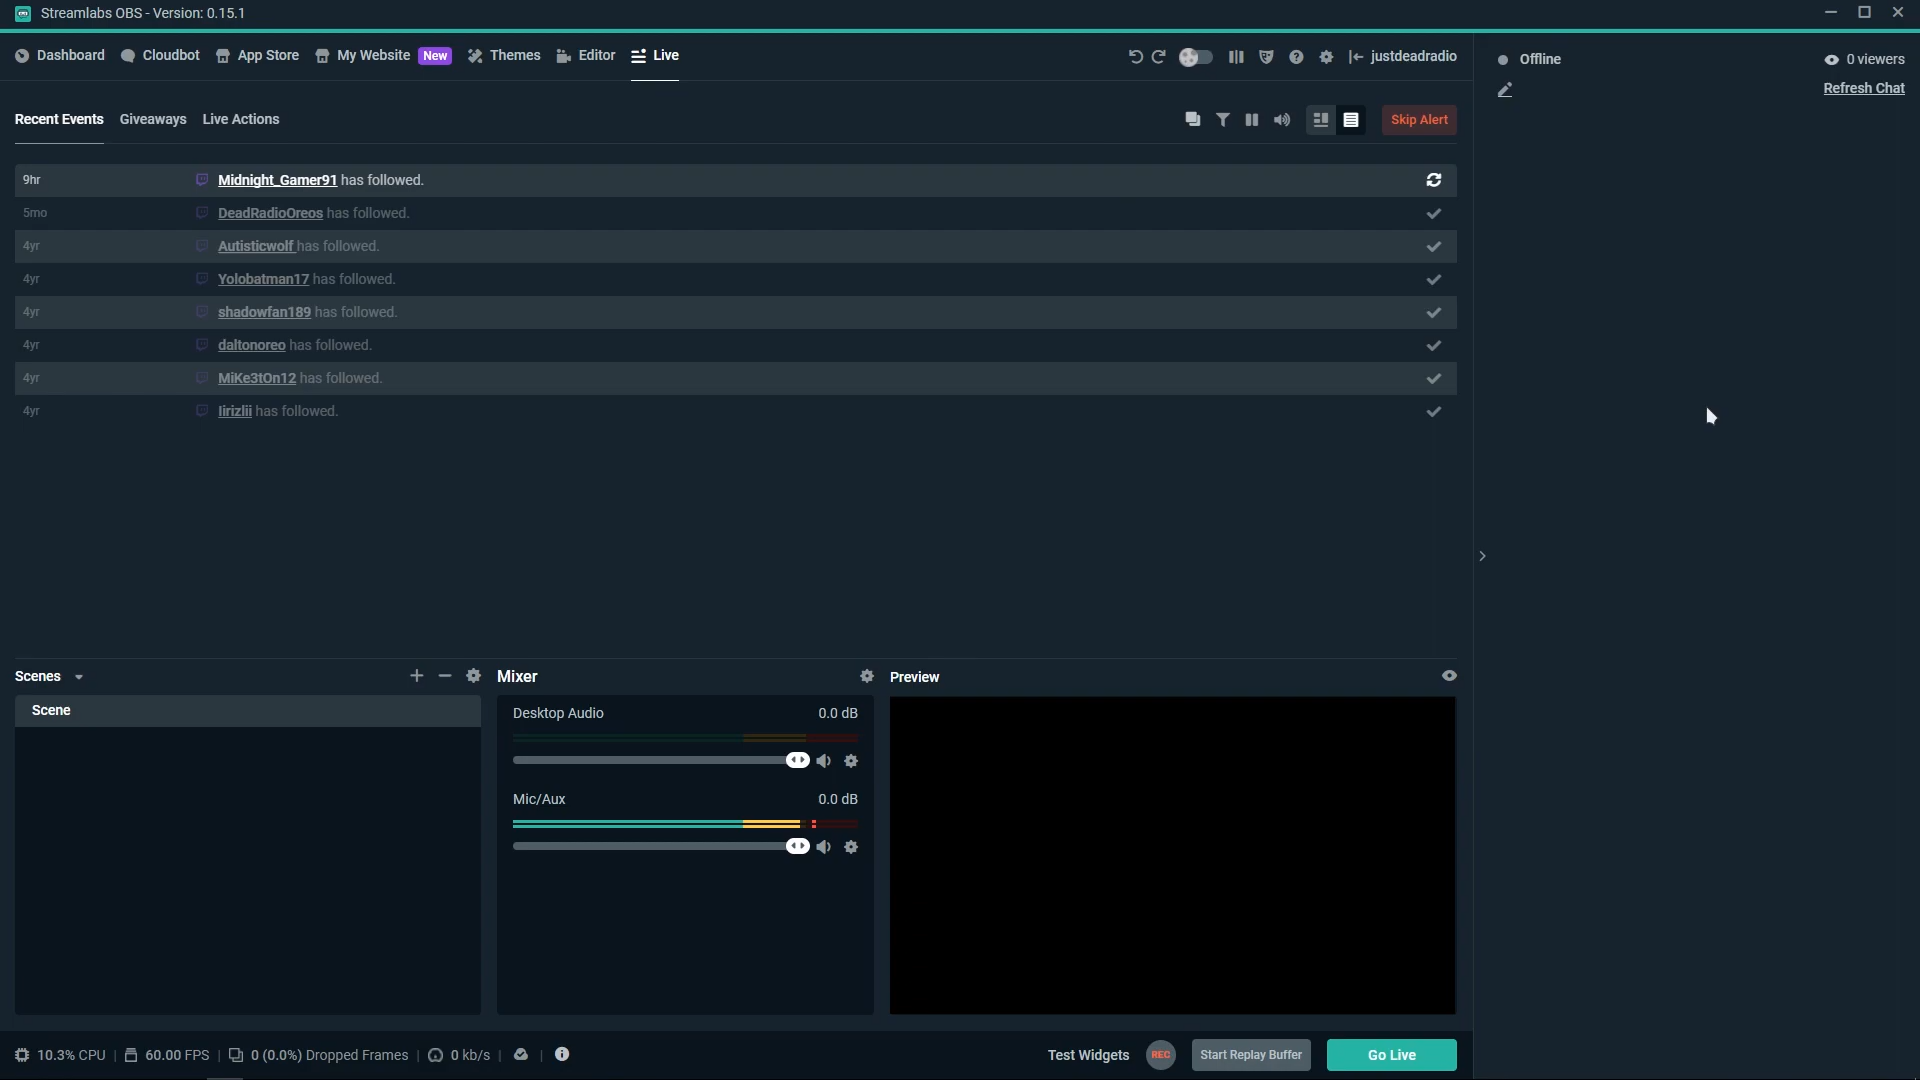 Streamlabs OBS - Version: 0.15.1
Dashboard Cloudbot App Store My Website New Themes Editor Live justdeadradio
Offline 0 viewers
Refresh Chat
Recent Events Giveaways Live Actions Skip Alert
9hr Midnight_Gamer91 has followed.
5mo DeadRadioOreos has followed.
4yr Autisticwolf has followed.
4yr Yolobatman17 has followed.
4yr shadowfan189 has followed.
4yr daltonoreo has followed.
4yr MiKe3tOn12 has followed.
4yr lirizlii has followed.
Scenes Mixer Preview
Scene
Desktop Audio 0.0 dB
Mic/Aux 0.0 dB
10.3% CPU 60.00 FPS 0 (0.0%) Dropped Frames 0 kb/s Test Widgets REC Start Replay Buffer Go Live